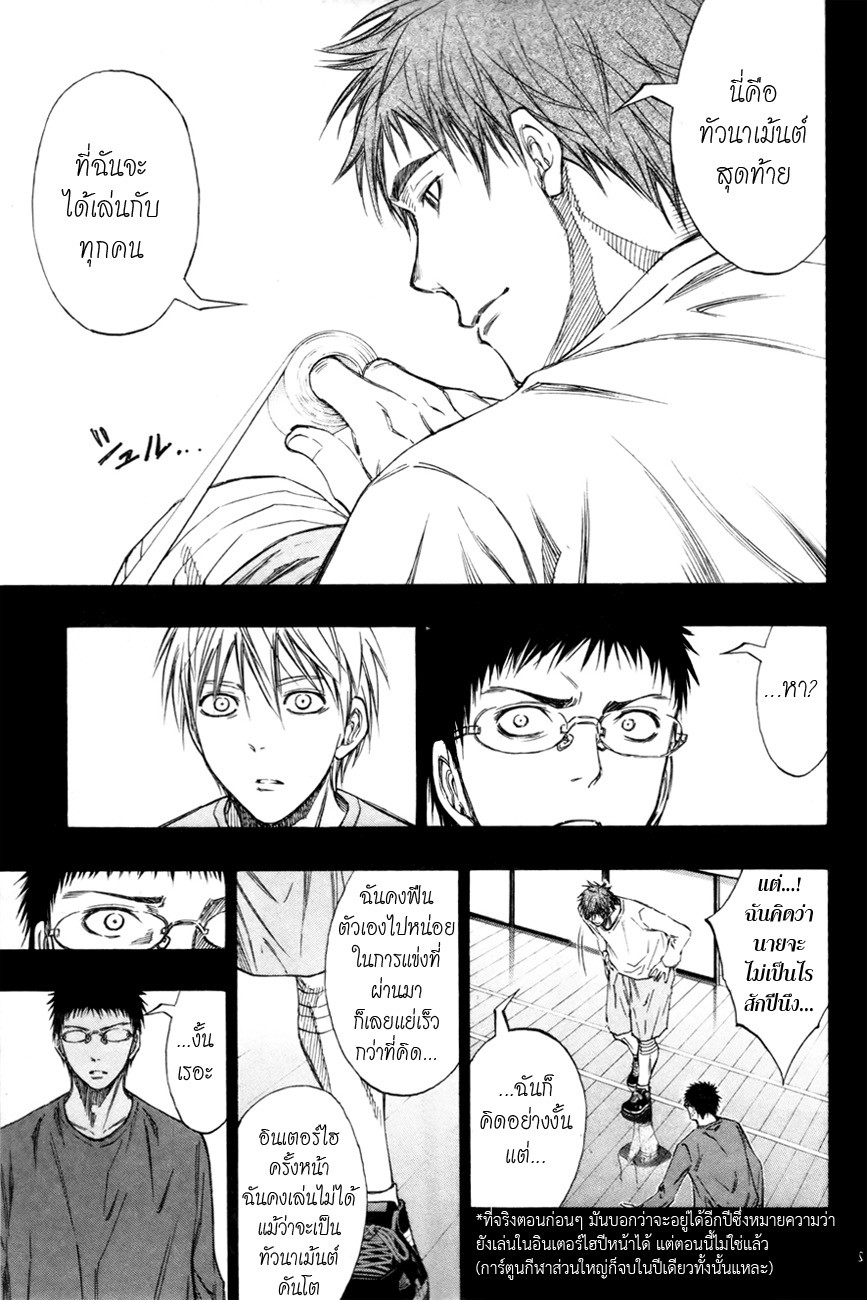 นี่คือ
ทัวนาเม้นต์
สุดท้าย
ที่ฉันจะ
ได้เล่นกับ
ทุกคน
ヅュル...
...หา?
แต่...!
ฉันคิดว่า
นายจะ
ไม่เป็นไร
สักปีนึง...
...ฉันก็
คิดอย่างงั้น
แต่...
ฉันคงฟืน
ตัวเองไปหน่อย
ในการแข่งที่
ผ่านมา
ก็เลยแย่เร็ว
กว่าที่คิด...
อินเตอร์ไฮ
ครั้งหน้า
ฉันคงเล่นไม่ได้
แม้ว่าจะเป็น
ทัวนาเม้นต์
คันโต
...งั้น
เรอะ
*ที่จริงตอนก่อนๆ มันบอกว่าจะอยู่ได้อีกปีซึ่งหมายความว่า
ยังเล่นในอินเตอร์ไฮปีหน้าได้ แต่ตอนนี้ไม่ใช่แล้ว
(การ์ตูนกีฬาส่วนใหญ่ก็จบในปีเดียวทั้งนั้นแหละ)